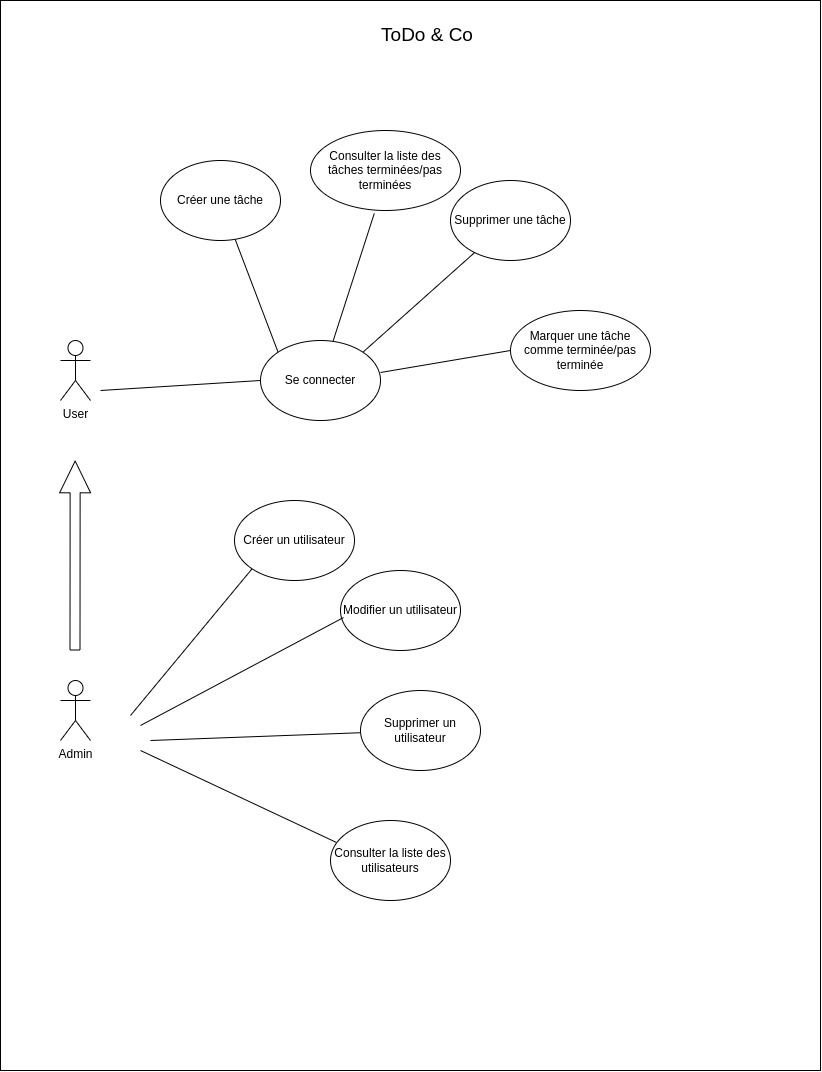 ToDo & Co
Consulter la liste des
tâches terminées/pas
terminées
Créer une tâche
Supprimer une tâche
Marquer une tâche
comme terminée/pas
terminée
Se connecter
User
Créer un utilisateur
Modifier un utilisateur
Supprimer un
utilisateur
Admin
Consulter la liste des
utilisateurs